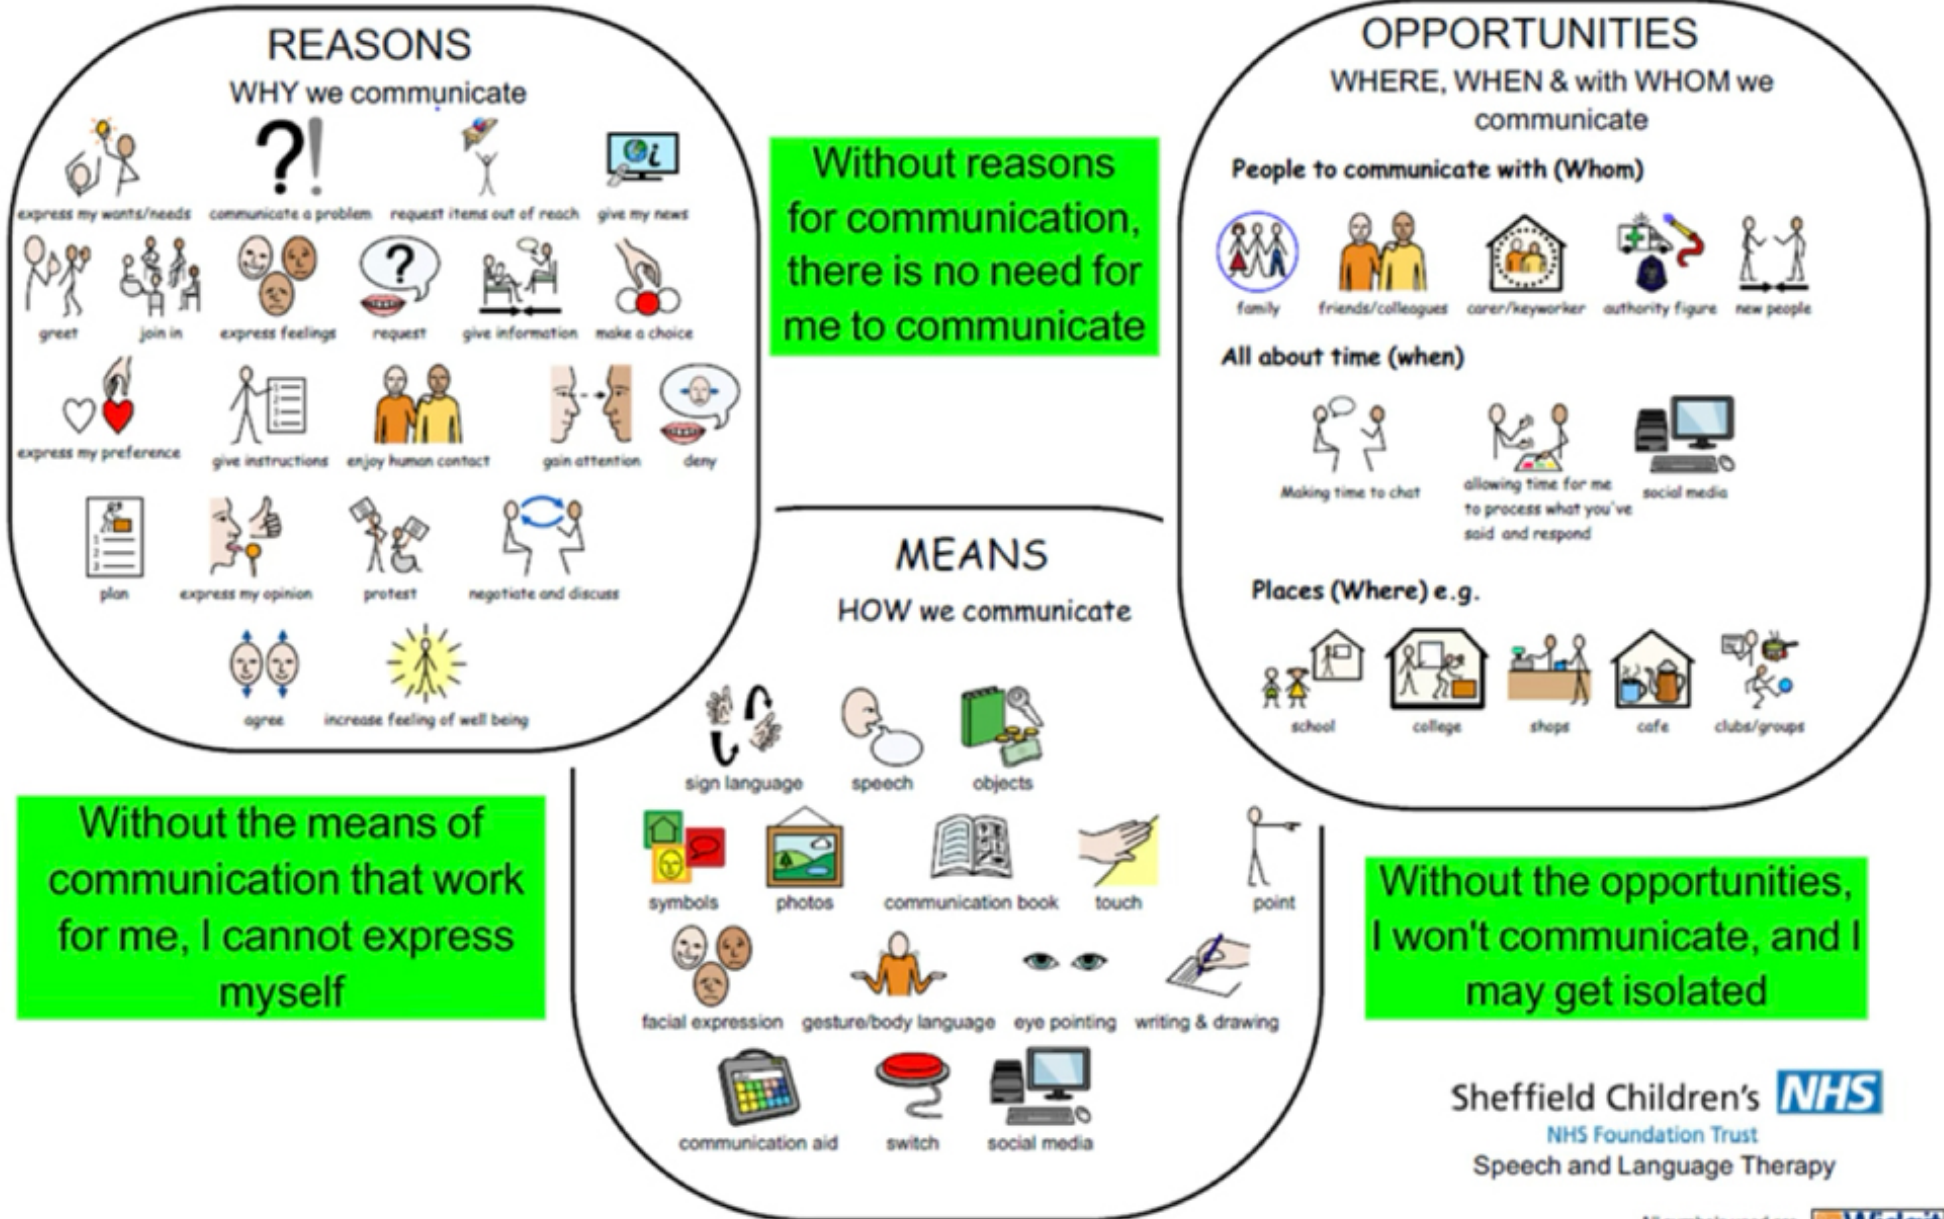 REASONS
WHY we communicate
express my wants/needs communicate a problem request items out of reach give my news
greet join in express feelings request give information make a choice
express my preference give instructions enjoy human contact gain attention deny
plan express my opinion protest negotiate and discuss
agree increase feeling of well being
Without reasons
for communication,
there is no need for
me to communicate
OPPORTUNITIES
WHERE, WHEN & with WHOM we
communicate
People to communicate with (Whom)
family friends/colleagues carer/keyworker authority figure new people
All about time (when)
Making time to chat
allowing time for me
to process what you've
said and respond
social media
Places (Where) e.g.
school college shops cafe clubs/groups
MEANS
HOW we communicate
sign language speech objects
symbols photos communication book touch point
facial expression gesture/body language eye pointing writing & drawing
communication aid switch social media
Without the means of
communication that work
for me, I cannot express
myself
Without the opportunities,
I won't communicate, and I
may get isolated
Sheffield Children's NHS
NHS Foundation Trust
Speech and Language Therapy